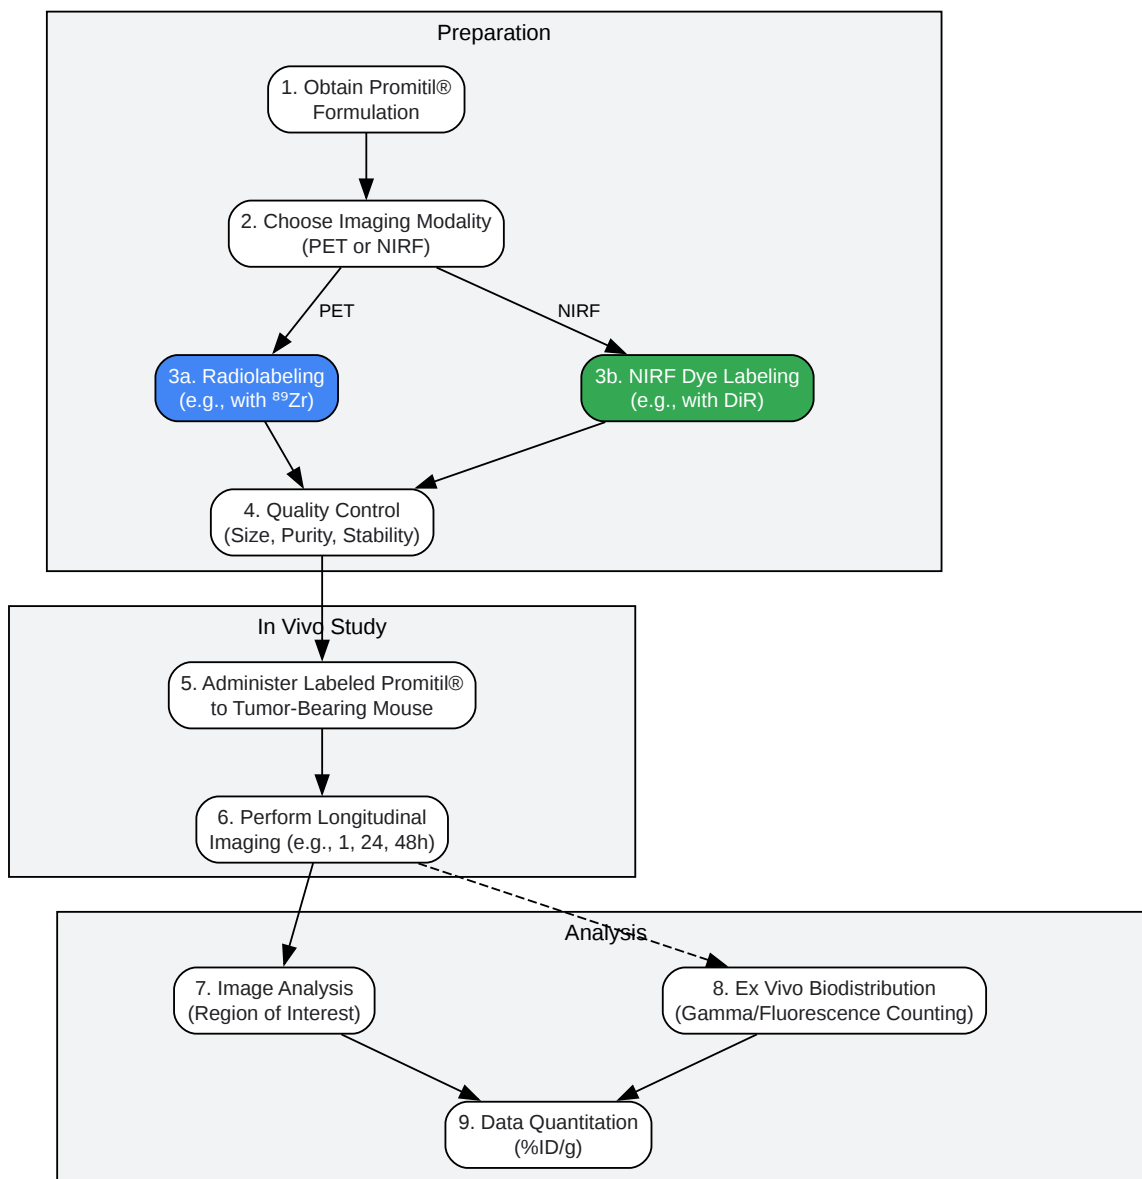 Preparation
1. Obtain Promitil®
Formulation
2. Choose Imaging Modality
(PET or NIRF)
PET
NIRF
3a. Radiolabeling
(e.g., with ⁸⁹Zr)
3b. NIRF Dye Labeling
(e.g., with DiR)
4. Quality Control
(Size, Purity, Stability)
In Vivo Study
5. Administer Labeled Promitil®
to Tumor-Bearing Mouse
6. Perform Longitudinal
Imaging (e.g., 1, 24, 48h)
Analysis
7. Image Analysis
(Region of Interest)
8. Ex Vivo Biodistribution
(Gamma/Fluorescence Counting)
9. Data Quantitation
(%ID/g)